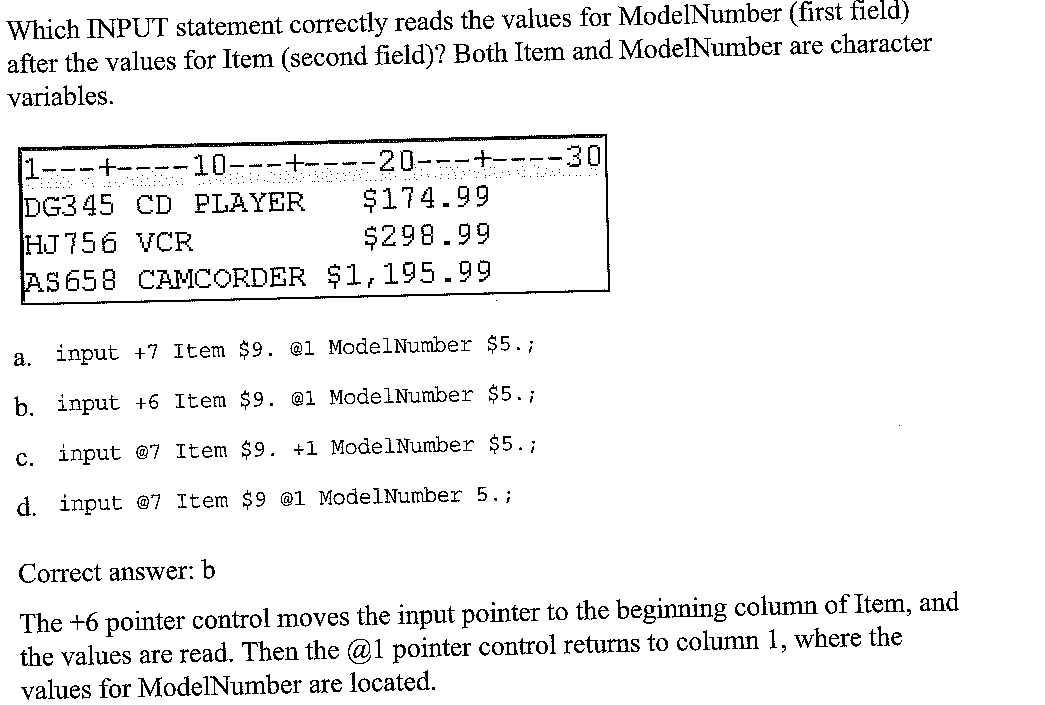 Which INPUT statement correctly reads the values for ModelNumber (first field)
after the values for Item (second field)? Both Item and ModelNumber are character
variables.
1---+----10---+----20---+----30
DG345 CD PLAYER   $174.99
HJ756 VCR         $298.99
AS658 CAMCORDER $1,195.99
a. input +7 Item $9. @1 ModelNumber $5.;
b. input +6 Item $9. @1 ModelNumber $5.;
c. input @7 Item $9. +1 ModelNumber $5.;
d. input @7 Item $9 @1 ModelNumber 5.;
Correct answer: b
The +6 pointer control moves the input pointer to the beginning column of Item, and
the values are read. Then the @1 pointer control returns to column 1, where the
values for ModelNumber are located.